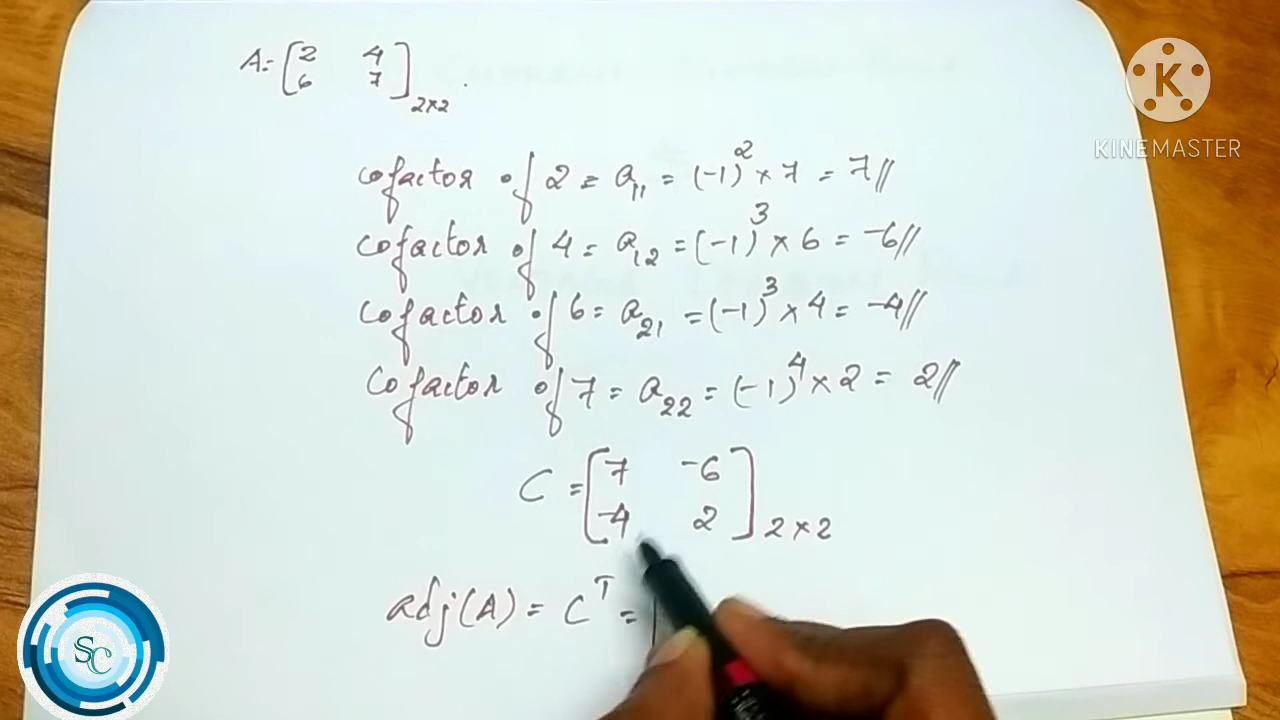 A = [2 4
6 7]2×2 .
K
KINEMASTER
cofactor of 2 = a11 = (-1)^2 × 7 = 7//
cofactor of 4 = a12 = (-1)^3 × 6 = -6//
cofactor of 6 = a21 = (-1)^3 × 4 = -4//
cofactor of 7 = a22 = (-1)^4 × 2 = 2//
C = [7 -6
-4 2]2×2
adj(A) = C^T =
SC